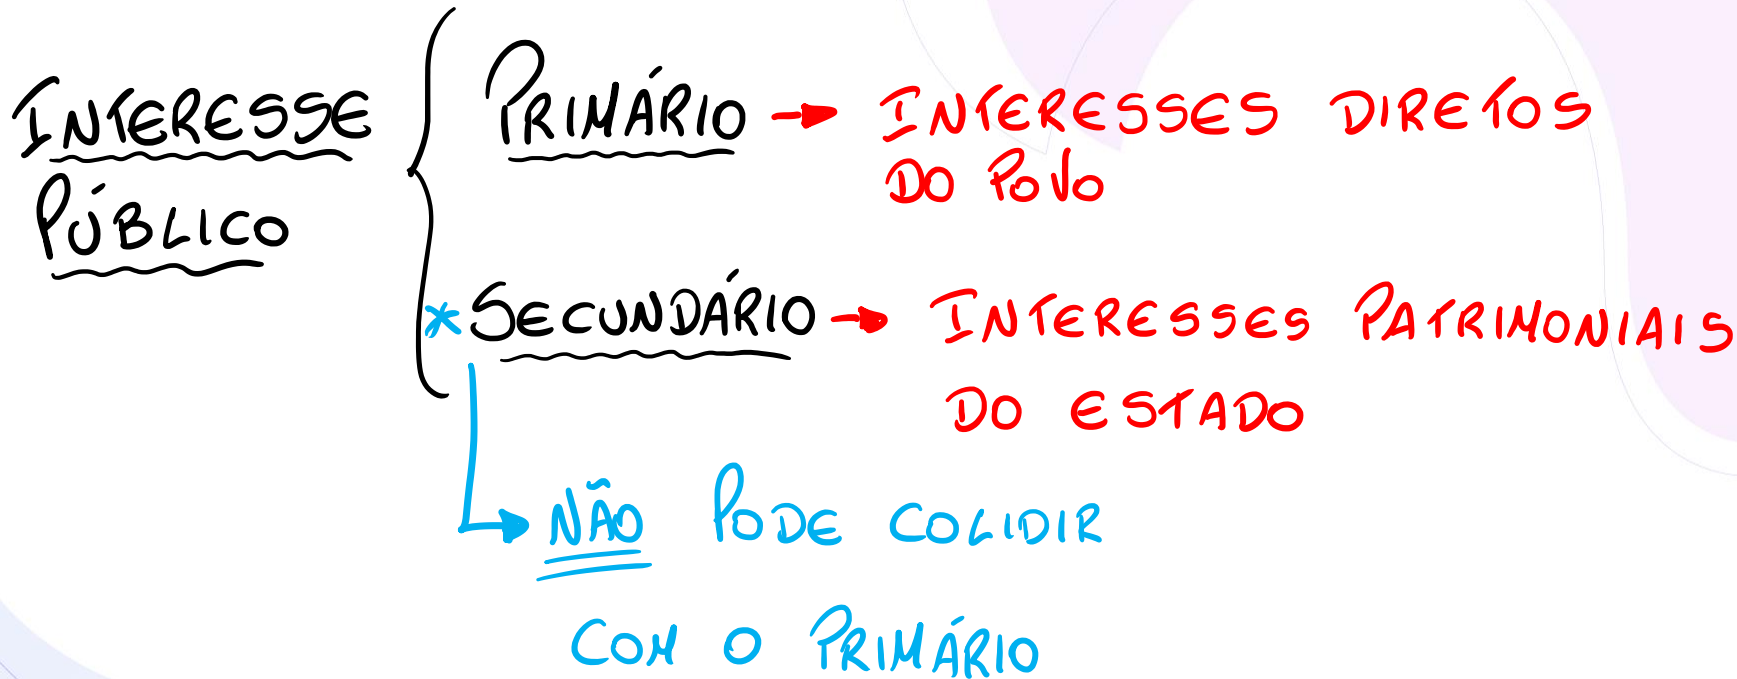 INTERESSE
PÚBLICO
PRIMÁRIO → INTERESSES DIRETOS
DO POVO
*SECUNDÁRIO → INTERESSES PATRIMONIAIS
DO ESTADO
NÃO PODE COLIDIR
COM O PRIMÁRIO